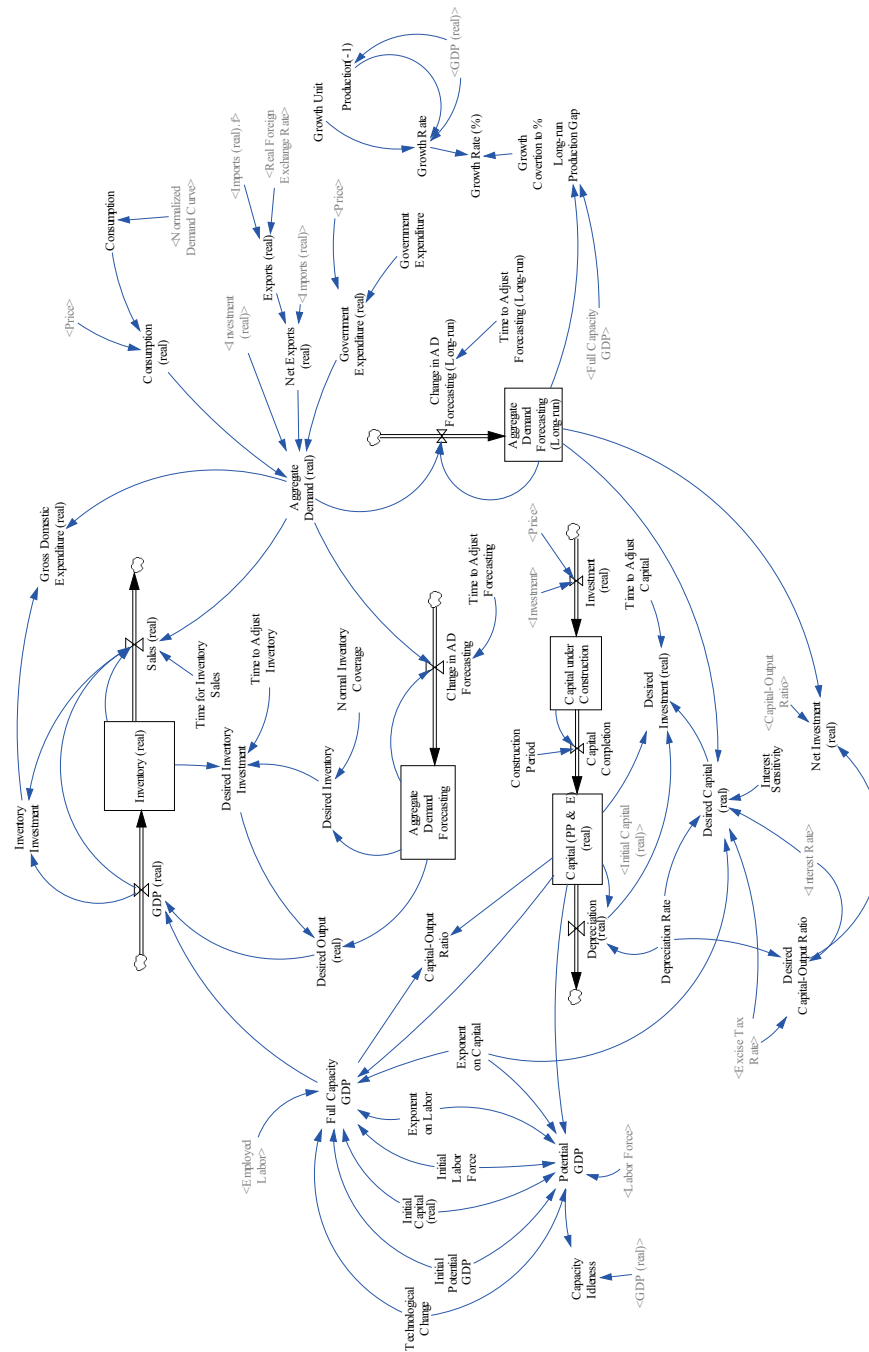 Inventory
Investment
Gross Domestic
Expenditure (real)
GDP (real)
Inventory (real)
Sales (real)
Time for Inventory
Sales
Desired Inventory
Investment
Time to Adjust
Inventory
Desired Inventory
Normal Inventory
Coverage
Desired Output
(real)
Aggregate
Demand
Forecasting
Change in AD
Forecasting
Time to Adjust
Forecasting
<Price>
Consumption
(real)
Consumption
<Normalized
Demand Curve>
Aggregate
Demand (real)
<Investment
(real)>
Net Exports
(real)
Exports (real)
<Imports (real).f>
<Real Foreign
Exchange Rate>
<Imports (real)>
Government
Expenditure (real)
<Price>
Government
Expenditure
Growth Unit
Production(-1)
<GDP (real)>
Growth Rate
Growth Rate (%)
Growth
Covertion to %
Long-run
Production Gap
<Full Capacity
GDP>
Change in AD
Forecasting (Long-run)
Time to Adjust
Forecasting (Long-run)
Aggregate
Demand
Forecasting
(Long-run)
<Employed
Labor>
Full Capacity
GDP
Capital-Output
Ratio
Exponent
on Capital
Exponent
on Labor
Initial
Labor
Force
Initial
Capital
(real)
Initial
Potential
GDP
Technological
Change
Potential
GDP
<Labor Force>
Capacity
Idleness
<GDP (real)>
Construction
Period
<Investment>
<Price>
Depreciation
(real)
Capital (PP & E)
(real)
Capital
Completion
Capital under
Construction
Investment
(real)
<Initial Capital
(real)>
Time to Adjust
Capital
Desired
Investment (real)
Depreciation Rate
Desired Capital
(real)
Interest
Sensitivity
<Capital-Output
Ratio>
<Excise Tax
Rate>
Desired
Capital-Output Ratio
<Interest Rate>
Net Investment
(real)